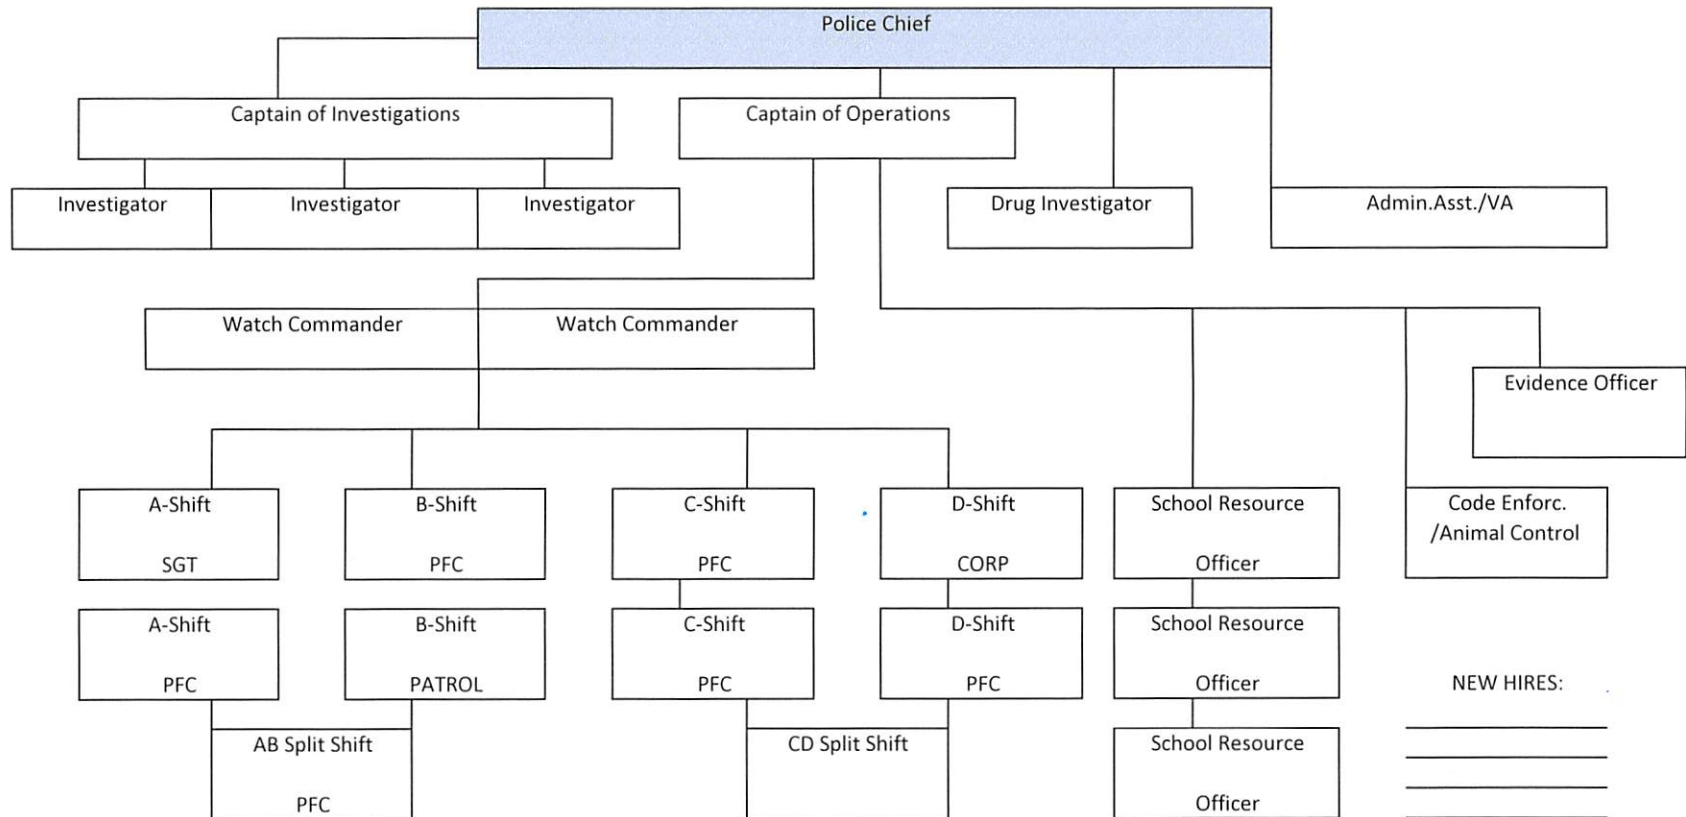 Police Chief
Captain of Investigations
Captain of Operations
Investigator
Investigator
Investigator
Drug Investigator
Admin.Asst./VA
Watch Commander
Watch Commander
Evidence Officer
A-Shift
SGT
B-Shift
PFC
C-Shift
PFC
D-Shift
CORP
School Resource
Officer
Code Enforc.
/Animal Control
A-Shift
PFC
B-Shift
PATROL
C-Shift
PFC
D-Shift
PFC
School Resource
Officer
NEW HIRES:
AB Split Shift
PFC
CD Split Shift
School Resource
Officer